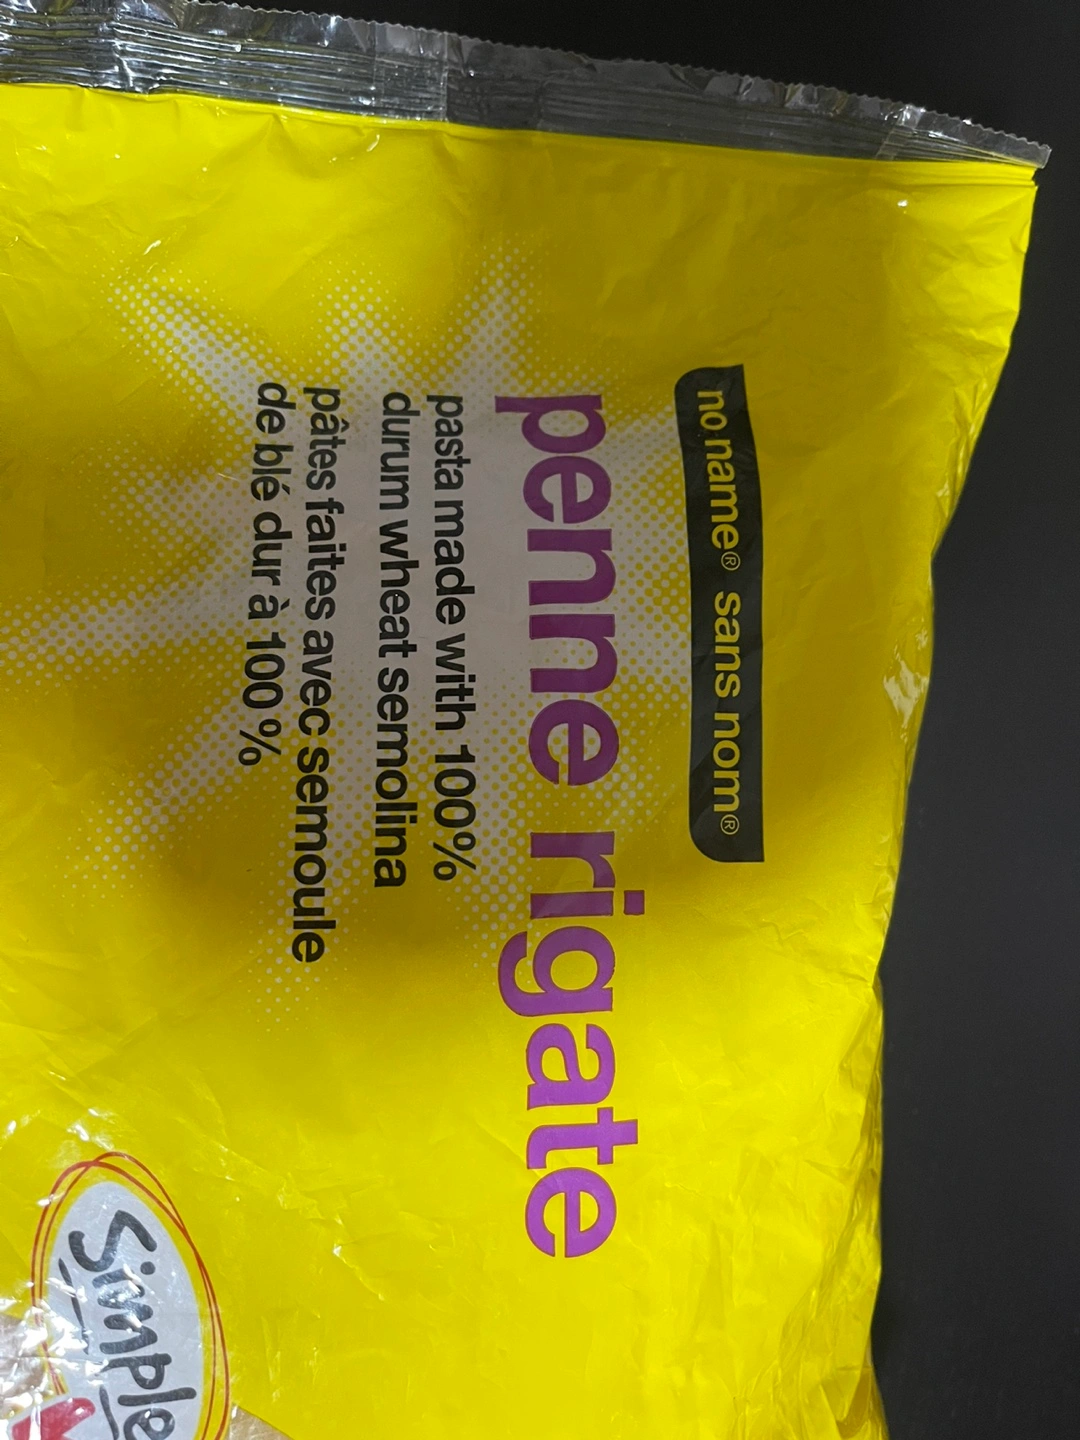 no name® sans nom®
penne rigate
pasta made with 100%
durum wheat semolina
pâtes faites avec semoule
de blé dur à 100 %
Simple